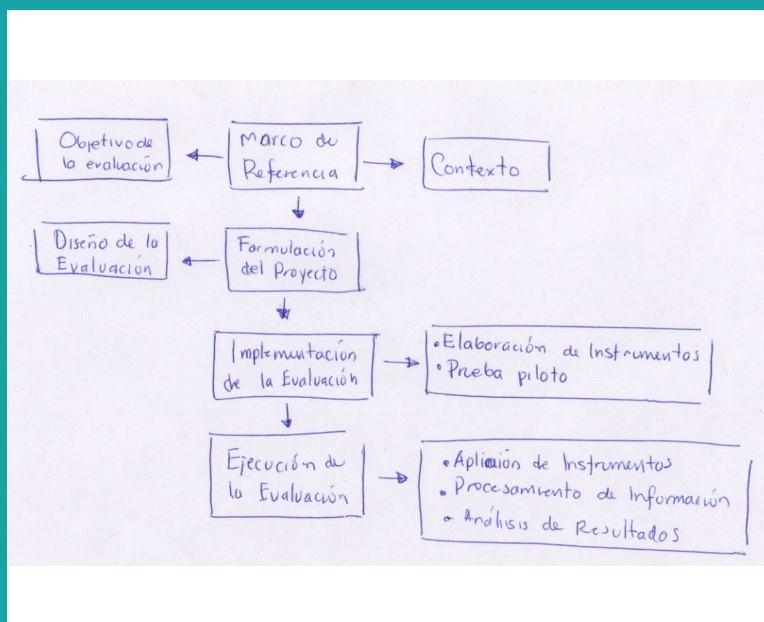 Objetivo de
la evaluación
Marco de
Referencia
Contexto
Diseño de la
Evaluación
Formulación
del Proyecto
Implementación
de la Evaluación
• Elaboración de Instrumentos
• Prueba piloto
Ejecución de
la Evaluación
• Apliación de Instrumentos
• Procesamiento de Información
• Análisis de Resultados